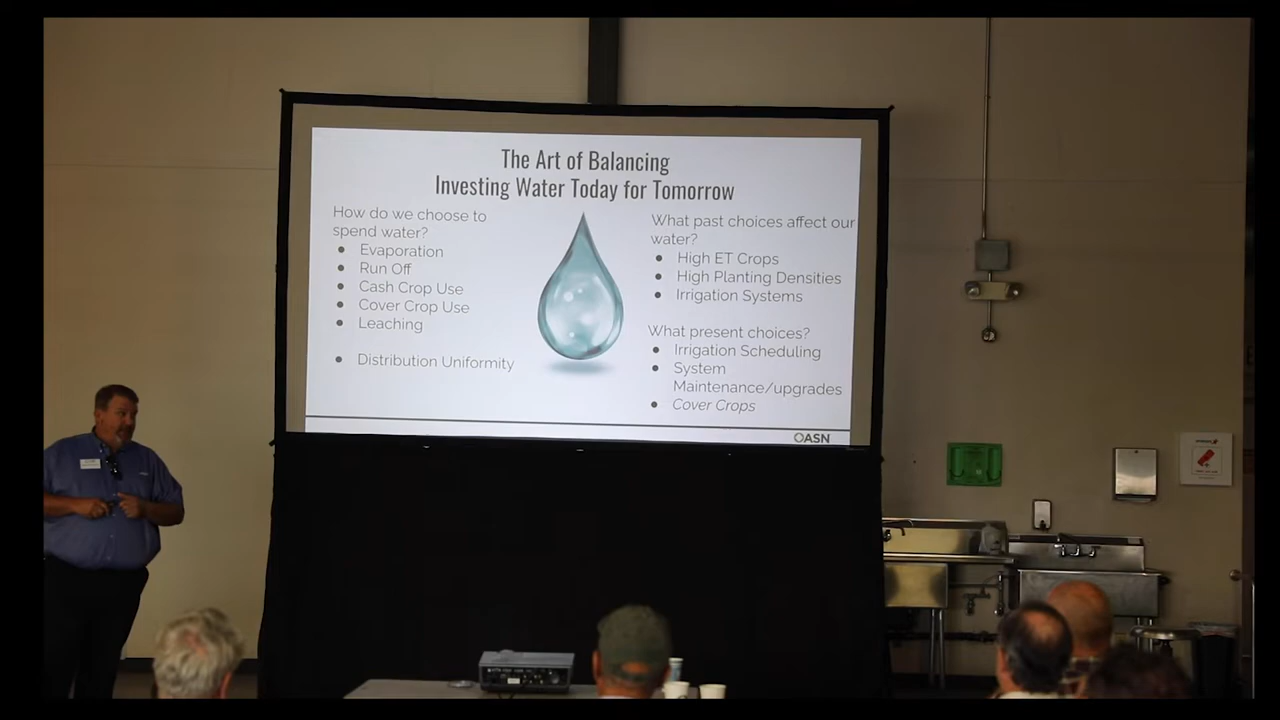 The Art of Balancing
Investing Water Today for Tomorrow
How do we choose to
spend water?
● Evaporation
● Run Off
● Cash Crop Use
● Cover Crop Use
● Leaching
● Distribution Uniformity
What past choices affect our
water?
● High ET Crops
● High Planting Densities
● Irrigation Systems
What present choices?
● Irrigation Scheduling
● System
Maintenance/upgrades
● Cover Crops
OASN